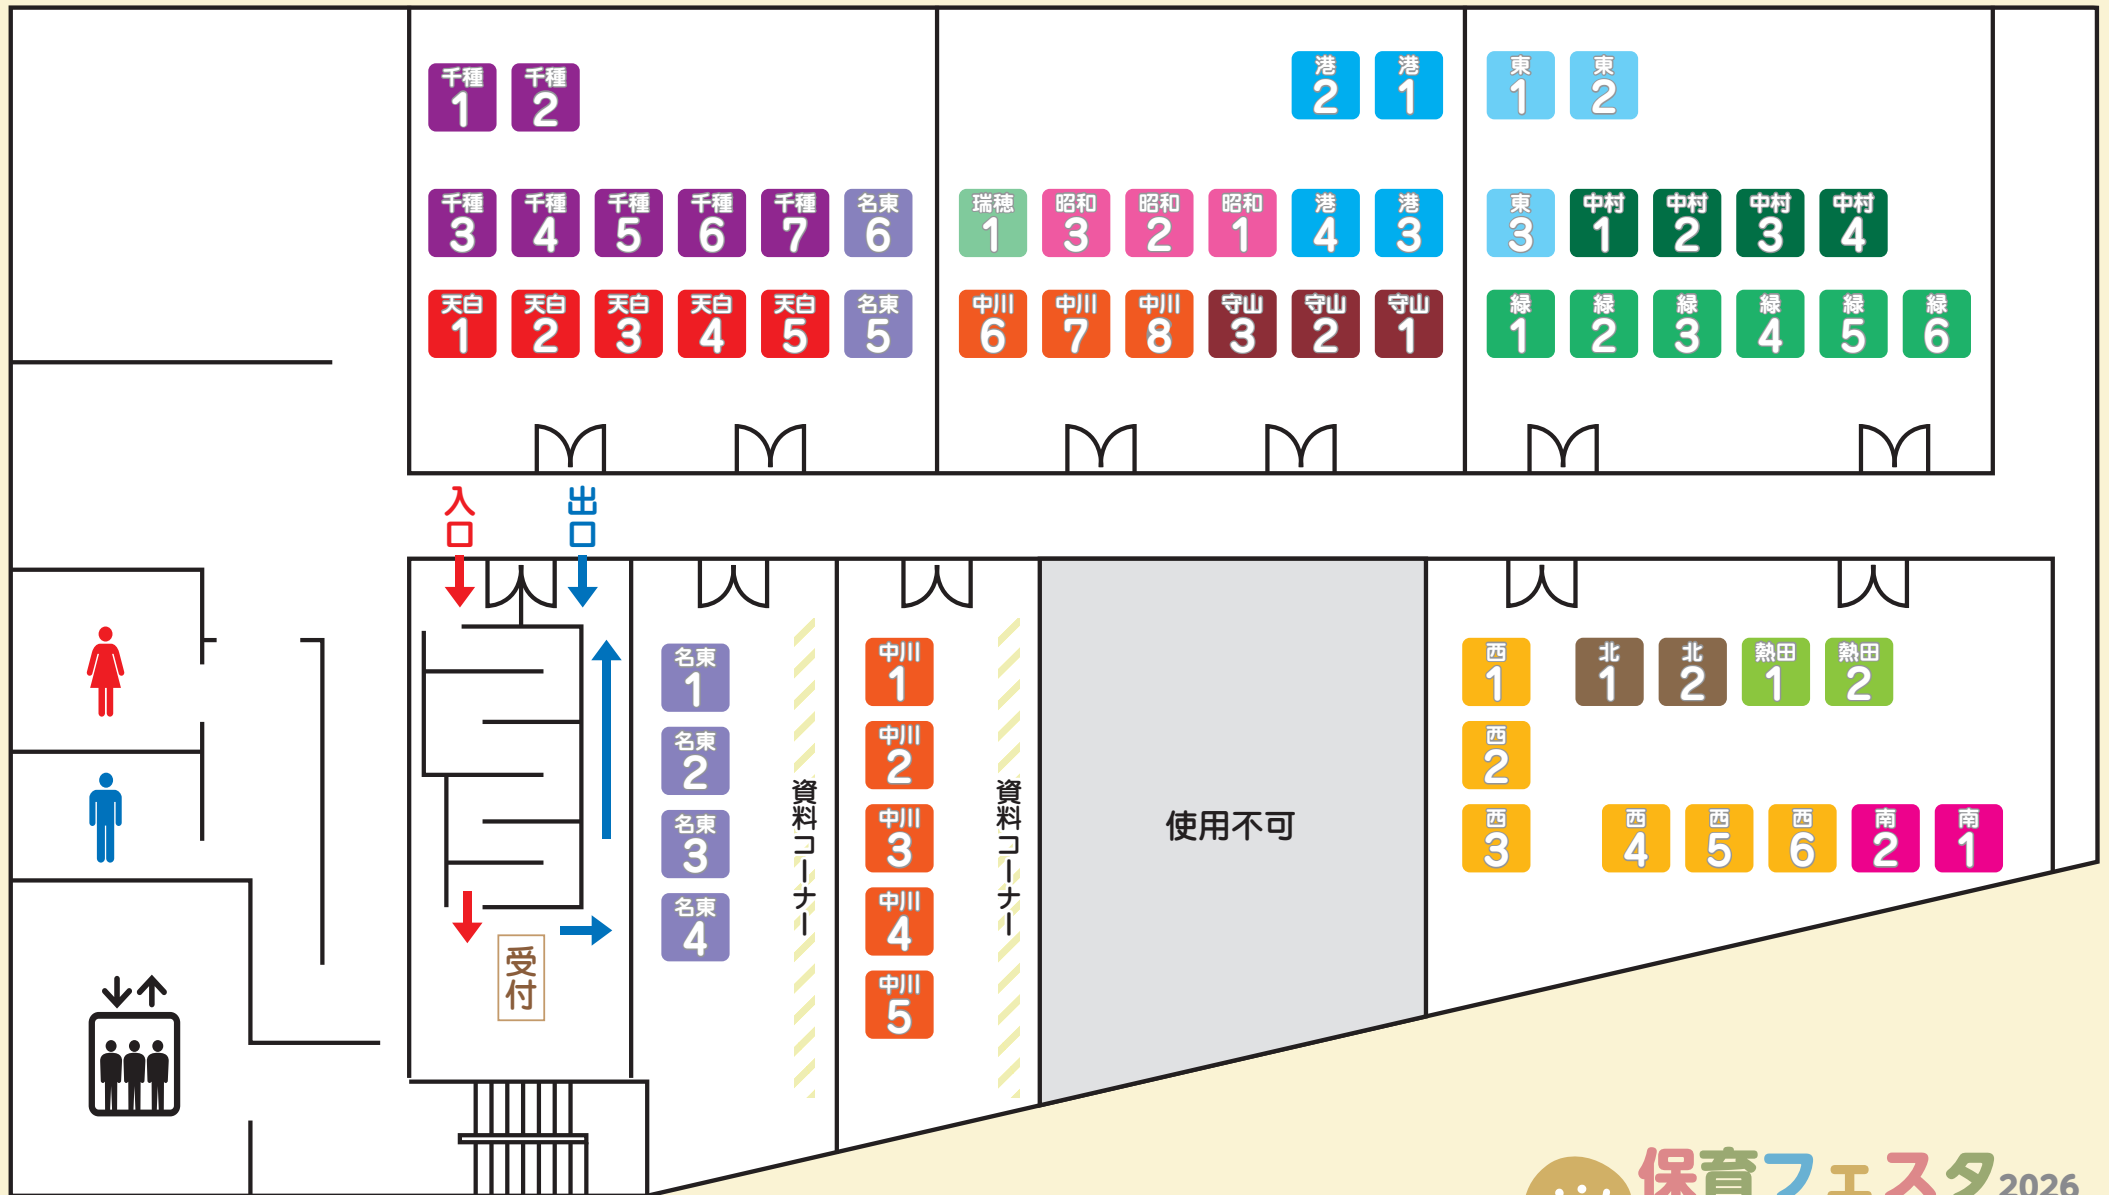 千種 1
千種 2
港 2
港 1
東 1
東 2
千種 3
千種 4
千種 5
千種 6
千種 7
名東 6
瑞穂 1
昭和 3
昭和 2
昭和 1
港 4
港 3
東 3
中村 1
中村 2
中村 3
中村 4
天白 1
天白 2
天白 3
天白 4
天白 5
名東 5
中川 6
中川 7
中川 8
守山 3
守山 2
守山 1
緑 1
緑 2
緑 3
緑 4
緑 5
緑 6
入口
出口
名東 1
名東 2
名東 3
名東 4
資料コーナー
中川 1
中川 2
中川 3
中川 4
中川 5
資料コーナー
使用不可
西 1
北 1
北 2
熱田 1
熱田 2
西 2
西 3
西 4
西 5
西 6
南 2
南 1
受付
保育フェスタ2026